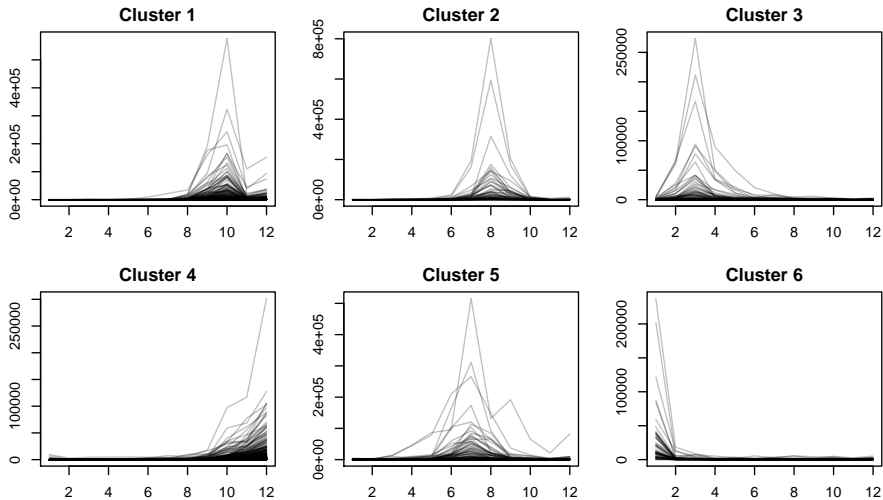 Cluster 1
0e+00 2e+05 4e+05
2 4 6 8 10 12
Cluster 2
0e+00 4e+05 8e+05
2 4 6 8 10 12
Cluster 3
0 100000 250000
2 4 6 8 10 12
Cluster 4
0 100000 250000
2 4 6 8 10 12
Cluster 5
0e+00 2e+05 4e+05
2 4 6 8 10 12
Cluster 6
0 100000 200000
2 4 6 8 10 12